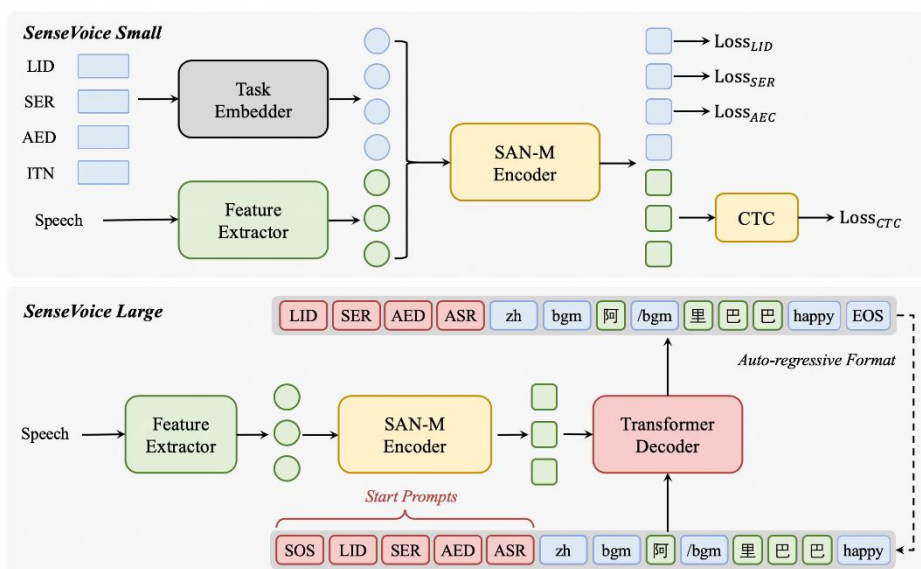 SenseVoice Small
LID
SER
AED
ITN
Speech
Task
Embedder
Feature
Extractor
SAN-M
Encoder
Loss_LID
Loss_SER
Loss_AEC
CTC
Loss_CTC
SenseVoice Large
LID SER AED ASR zh bgm 阿 /bgm 里 巴 巴 happy EOS
Auto-regressive Format
Speech
Feature
Extractor
SAN-M
Encoder
Transformer
Decoder
Start Prompts
SOS LID SER AED ASR zh bgm 阿 /bgm 里 巴 巴 happy